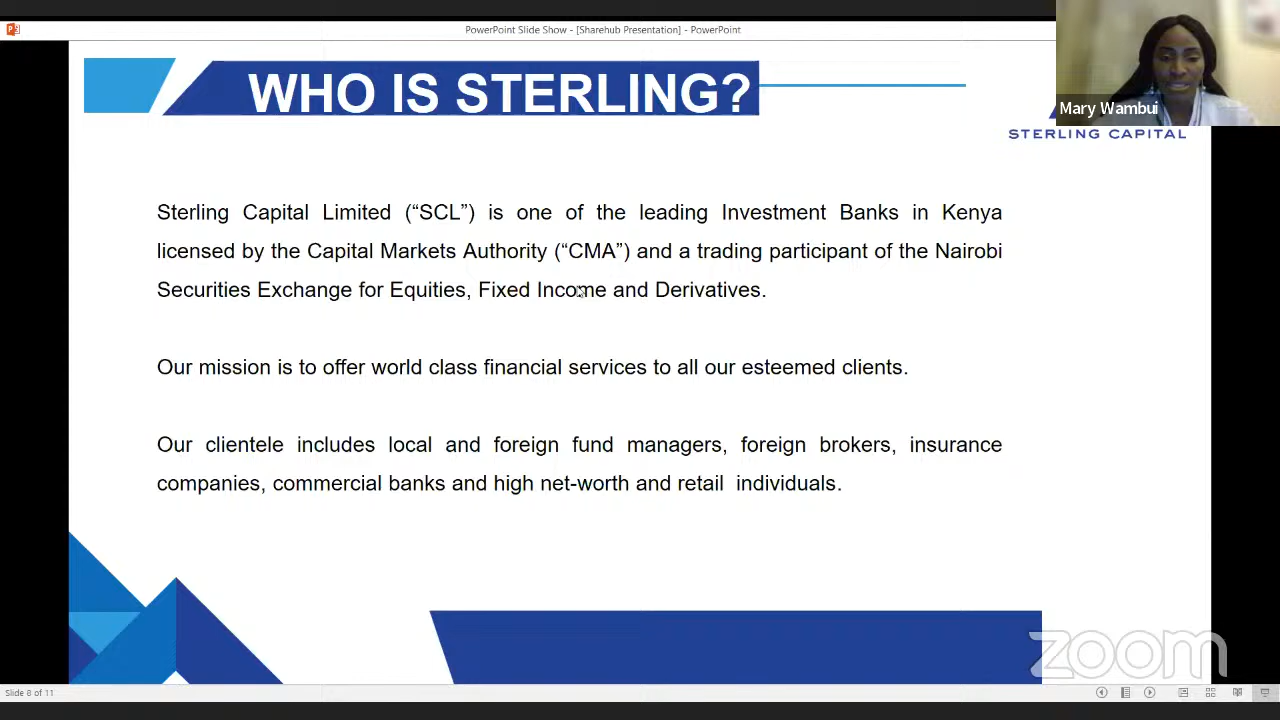 PowerPoint Slide Show - [Sharehub Presentation] - PowerPoint
WHO IS STERLING?
Mary Wambui
STERLING CAPITAL
Sterling Capital Limited (“SCL”) is one of the leading Investment Banks in Kenya
licensed by the Capital Markets Authority (“CMA”) and a trading participant of the Nairobi
Securities Exchange for Equities, Fixed Income and Derivatives.
Our mission is to offer world class financial services to all our esteemed clients.
Our clientele includes local and foreign fund managers, foreign brokers, insurance
companies, commercial banks and high net-worth and retail individuals.
zoom
Slide 8 of 11